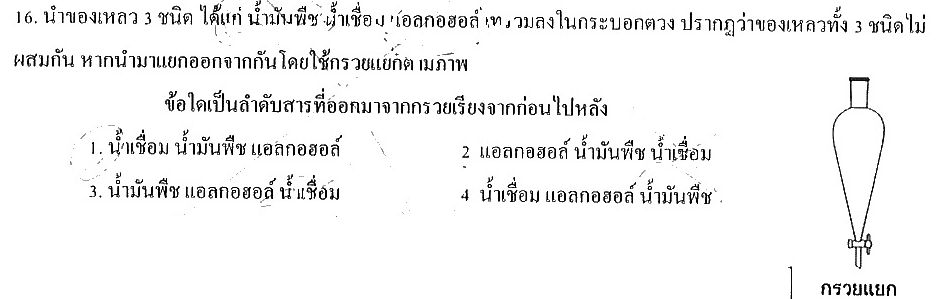 16. นำของเหลว 3 ชนิด ได้แก่ น้ำมันพืช น้ำเชื่อม แอลกอฮอล์ เทรวมลงในกระบอกตวง ปรากฏว่าของเหลวทั้ง 3 ชนิดไม่
ผสมกัน หากนำมาแยกออกจากกันโดยใช้กรวยแยกตามภาพ
ข้อใดเป็นลำดับสารที่ออกมาจากกรวยเรียงจากก่อนไปหลัง
1. น้ำเชื่อม น้ำมันพืช แอลกอฮอล์ 2 แอลกอฮอล์ น้ำมันพืช น้ำเชื่อม
3. น้ำมันพืช แอลกอฮอล์ น้ำเชื่อม 4 น้ำเชื่อม แอลกอฮอล์ น้ำมันพืช
กรวยแยก